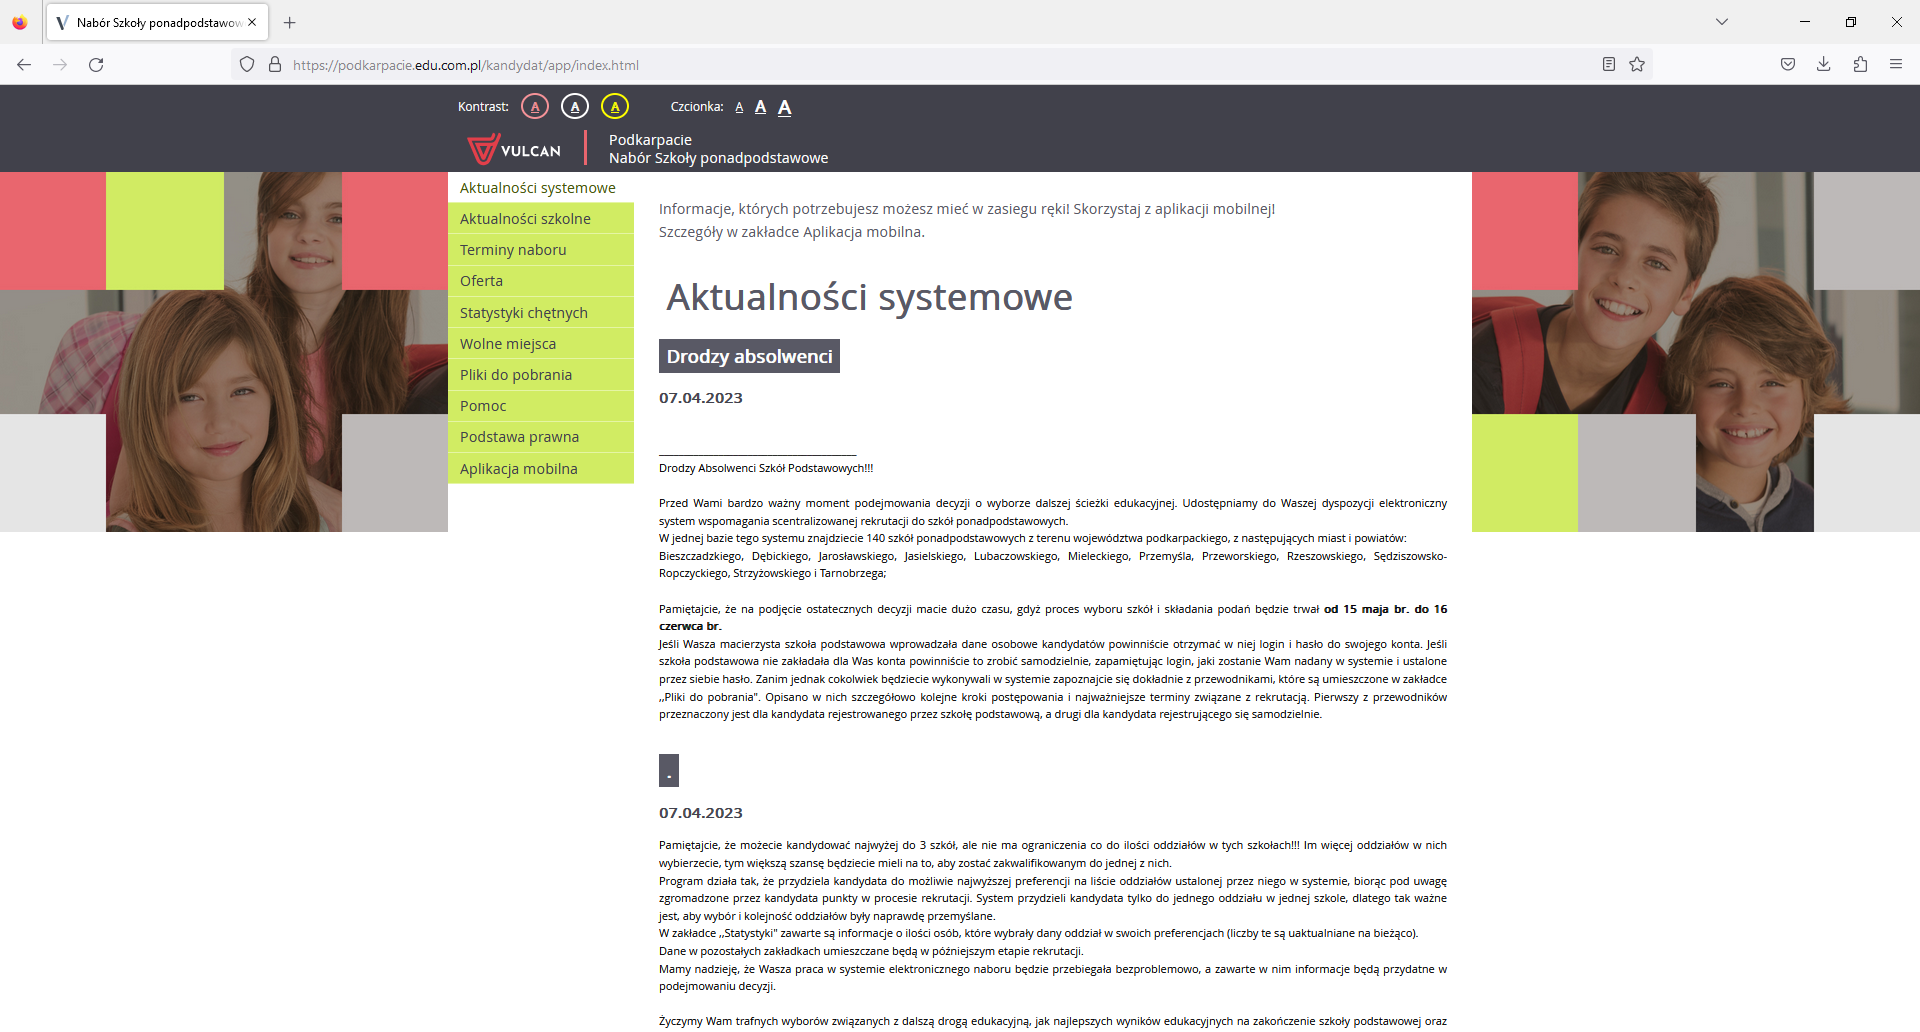 Nabór Szkoły ponadpodstawow
https://podkarpacie.edu.com.pl/kandydat/app/index.html
Kontrast: A A A Czcionka: A A A
VULCAN
Podkarpacie
Nabór Szkoły ponadpodstawowe
Aktualności systemowe
Aktualności szkolne
Terminy naboru
Oferta
Statystyki chętnych
Wolne miejsca
Pliki do pobrania
Pomoc
Podstawa prawna
Aplikacja mobilna
Informacje, których potrzebujesz możesz mieć w zasiegu ręki! Skorzystaj z aplikacji mobilnej!
Szczegóły w zakładce Aplikacja mobilna.
Aktualności systemowe
Drodzy absolwenci
07.04.2023
Drodzy Absolwenci Szkół Podstawowych!!!
Przed Wami bardzo ważny moment podejmowania decyzji o wyborze dalszej ścieżki edukacyjnej. Udostępniamy do Waszej dyspozycji elektroniczny
system wspomagania scentralizowanej rekrutacji do szkół ponadpodstawowych.
W jednej bazie tego systemu znajdziecie 140 szkół ponadpodstawowych z terenu województwa podkarpackiego, z następujących miast i powiatów:
Bieszczadzkiego, Dębickiego, Jarosławskiego, Jasielskiego, Lubaczowskiego, Mieleckiego, Przemyśla, Przeworskiego, Rzeszowskiego, Sędziszowsko-
Ropczyckiego, Strzyżowskiego i Tarnobrzega;
Pamiętajcie, że na podjęcie ostatecznych decyzji macie dużo czasu, gdyż proces wyboru szkół i składania podań będzie trwał od 15 maja br. do 16
czerwca br.
Jeśli Wasza macierzysta szkoła podstawowa wprowadzała dane osobowe kandydatów powinniście otrzymać w niej login i hasło do swojego konta. Jeśli
szkoła podstawowa nie zakładała dla Was konta powinniście to zrobić samodzielnie, zapamiętując login, jaki zostanie Wam nadany w systemie i ustalone
przez siebie hasło. Zanim jednak cokolwiek będziecie wykonywali w systemie zapoznajcie się dokładnie z przewodnikami, które są umieszczone w zakładce
,,Pliki do pobrania". Opisano w nich szczegółowo kolejne kroki postępowania i najważniejsze terminy związane z rekrutacją. Pierwszy z przewodników
przeznaczony jest dla kandydata rejestrowanego przez szkołę podstawową, a drugi dla kandydata rejestrującego się samodzielnie.
.
07.04.2023
Pamiętajcie, że możecie kandydować najwyżej do 3 szkół, ale nie ma ograniczenia co do ilości oddziałów w tych szkołach!!! Im więcej oddziałów w nich
wybierzecie, tym większą szansę będziecie mieli na to, aby zostać zakwalifikowanym do jednej z nich.
Program działa tak, że przydziela kandydata do możliwie najwyższej preferencji na liście oddziałów ustalonej przez niego w systemie, biorąc pod uwagę
zgromadzone przez kandydata punkty w procesie rekrutacji. System przydzieli kandydata tylko do jednego oddziału w jednej szkole, dlatego tak ważne
jest, aby wybór i kolejność oddziałów były naprawdę przemyślane.
W zakładce ,,Statystyki" zawarte są informacje o ilości osób, które wybrały dany oddział w swoich preferencjach (liczby te są uaktualniane na bieżąco).
Dane w pozostałych zakładkach umieszczane będą w późniejszym etapie rekrutacji.
Mamy nadzieję, że Wasza praca w systemie elektronicznego naboru będzie przebiegała bezproblemowo, a zawarte w nim informacje będą przydatne w
podejmowaniu decyzji.
Życzymy Wam trafnych wyborów związanych z dalszą drogą edukacyjną, jak najlepszych wyników edukacyjnych na zakończenie szkoły podstawowej oraz